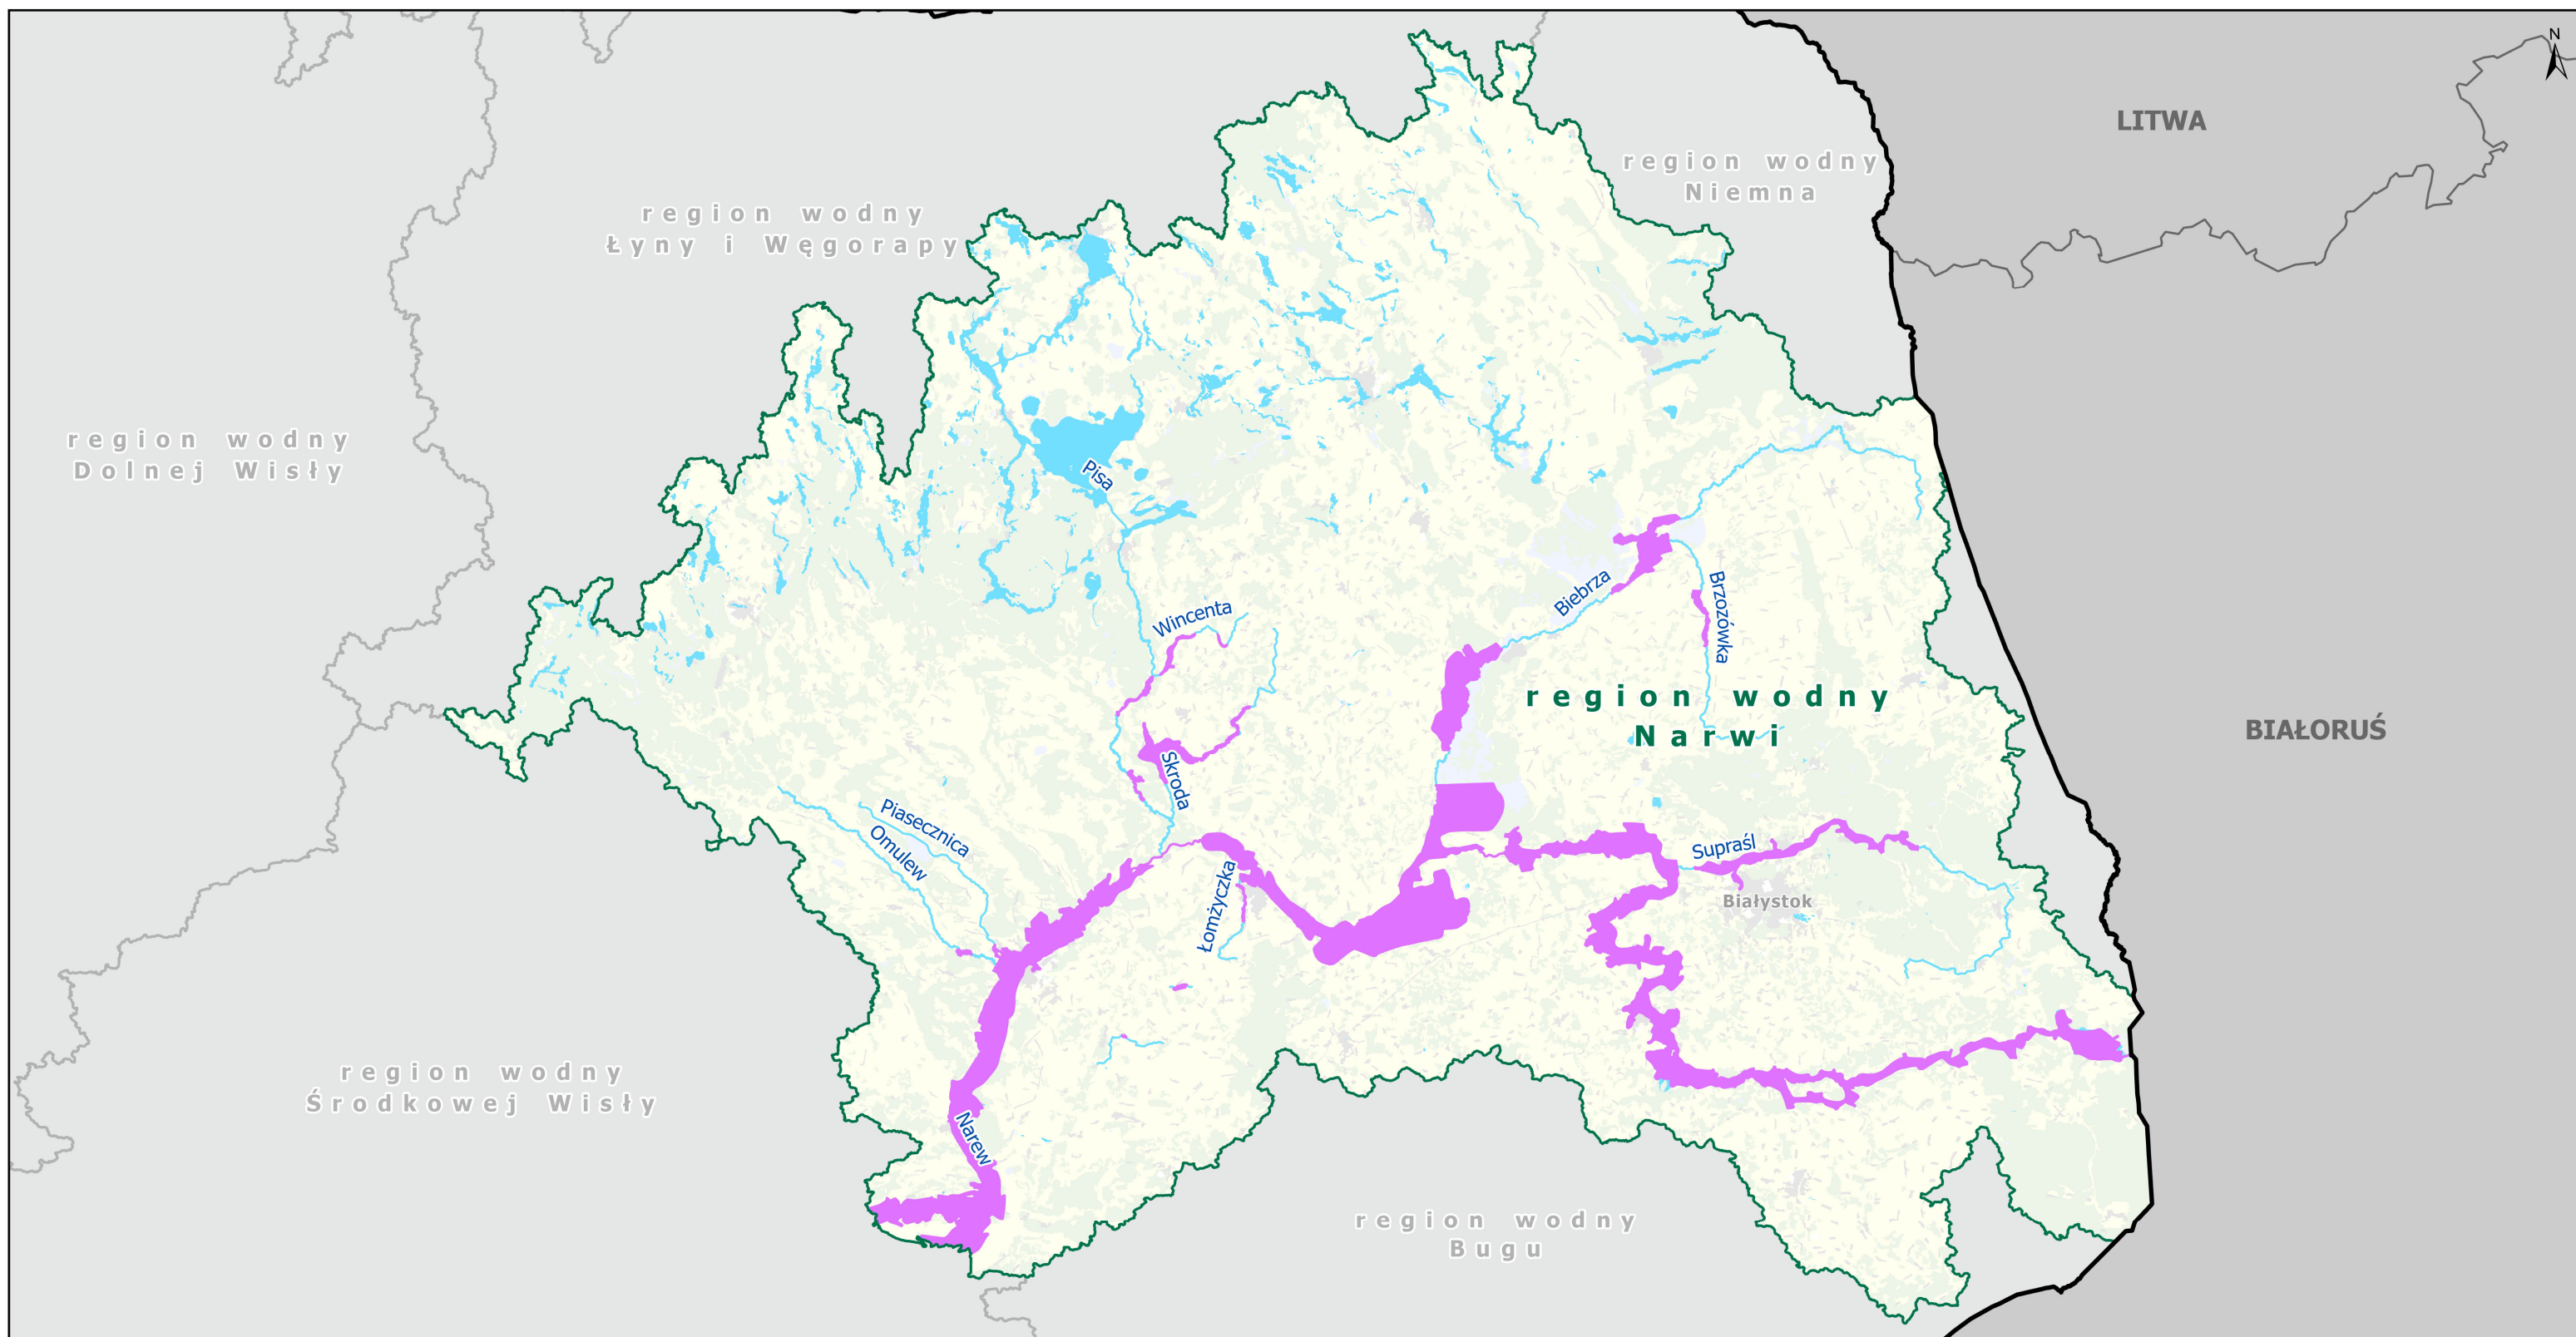 N
LITWA
region wodny
Niemna
region wodny
Łyny i Węgorapy
region wodny
Dolnej Wisły
Pisa
Biebrza
Brzozówka
Wincenta
region wodny
Narwi
BIAŁORUŚ
Skroda
Piasecznica
Omulew
Supraśl
Łomżyczka
Białystok
region wodny
Środkowej Wisły
Narew
region wodny
Bugu